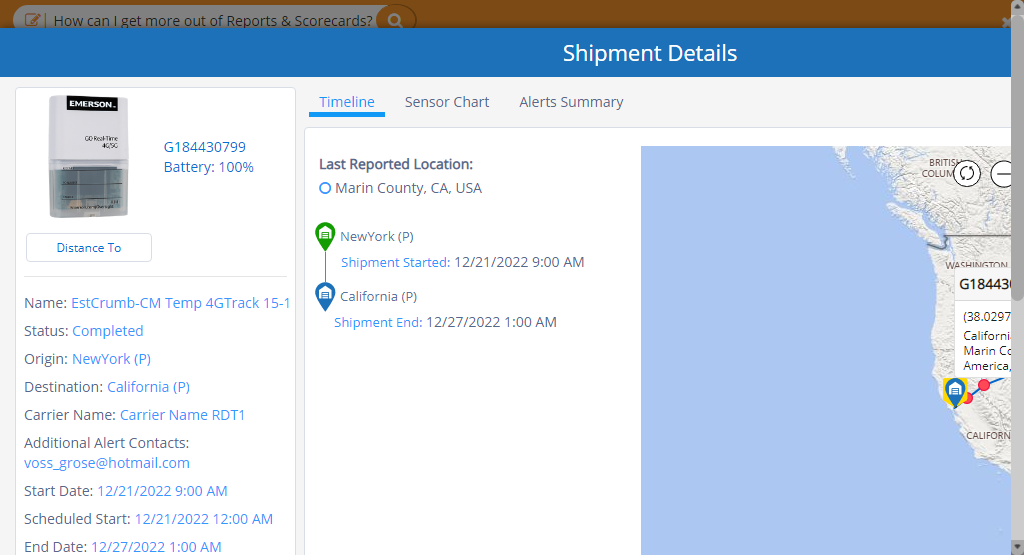 How can I get more out of Reports & Scorecards?
Shipment Details
EMERSON
GO Real-Time
4G/5G
G184430799
Battery: 100%
Distance To
Name: EstCrumb-CM Temp 4GTrack 15-1
Status: Completed
Origin: NewYork (P)
Destination: California (P)
Carrier Name: Carrier Name RDT1
Additional Alert Contacts:
voss_grose@hotmail.com
Start Date: 12/21/2022 9:00 AM
Scheduled Start: 12/21/2022 12:00 AM
End Date: 12/27/2022 1:00 AM
Timeline
Sensor Chart
Alerts Summary
Last Reported Location:
Marin County, CA, USA
NewYork (P)
Shipment Started: 12/21/2022 9:00 AM
California (P)
Shipment End: 12/27/2022 1:00 AM
BRITISH
COLUM
WASHINGTON
G18443
(38.0297
Californi
Marin Co
America,
CALIFORN